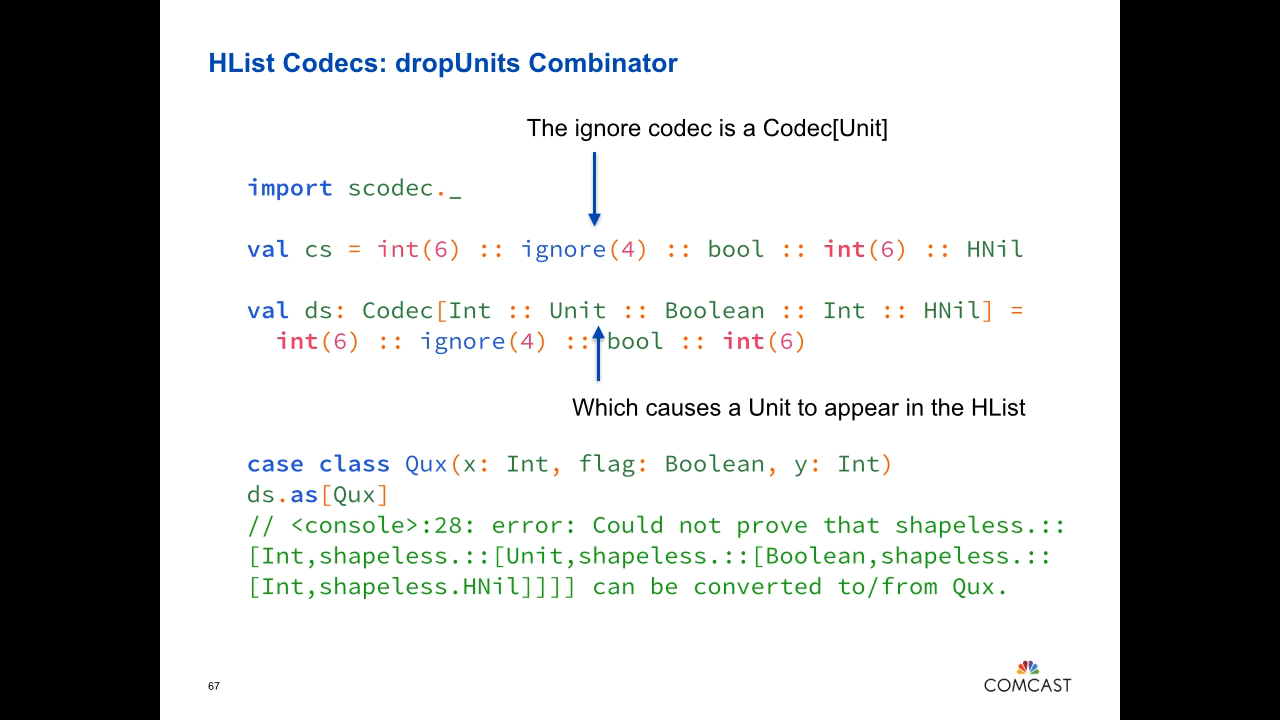 HList Codecs: dropUnits Combinator
The ignore codec is a Codec[Unit]
import scodec._
val cs = int(6) :: ignore(4) :: bool :: int(6) :: HNil
val ds: Codec[Int :: Unit :: Boolean :: Int :: HNil] =
int(6) :: ignore(4) :: bool :: int(6)
Which causes a Unit to appear in the HList
case class Qux(x: Int, flag: Boolean, y: Int)
ds.as[Qux]
// <console>:28: error: Could not prove that shapeless.::
[Int,shapeless.::[Unit,shapeless.::[Boolean,shapeless.::
[Int,shapeless.HNil]]]] can be converted to/from Qux.
67
COMCAST